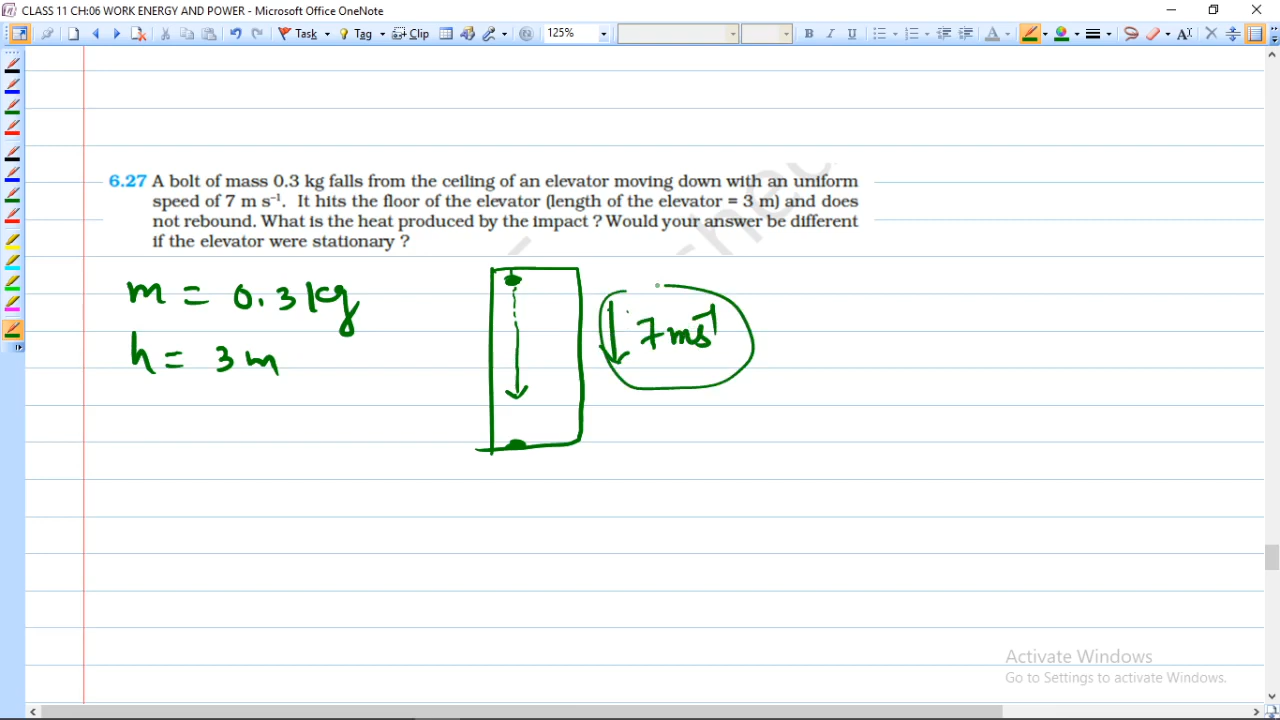 CLASS 11 CH:06 WORK ENERGY AND POWER - Microsoft Office OneNote
Task Tag Clip 125% B I U
6.27 A bolt of mass 0.3 kg falls from the ceiling of an elevator moving down with an uniform
speed of 7 m s⁻¹. It hits the floor of the elevator (length of the elevator = 3 m) and does
not rebound. What is the heat produced by the impact ? Would your answer be different
if the elevator were stationary ?
m = 0.3 kg
7 ms⁻¹
h = 3 m
Activate Windows
Go to Settings to activate Windows.